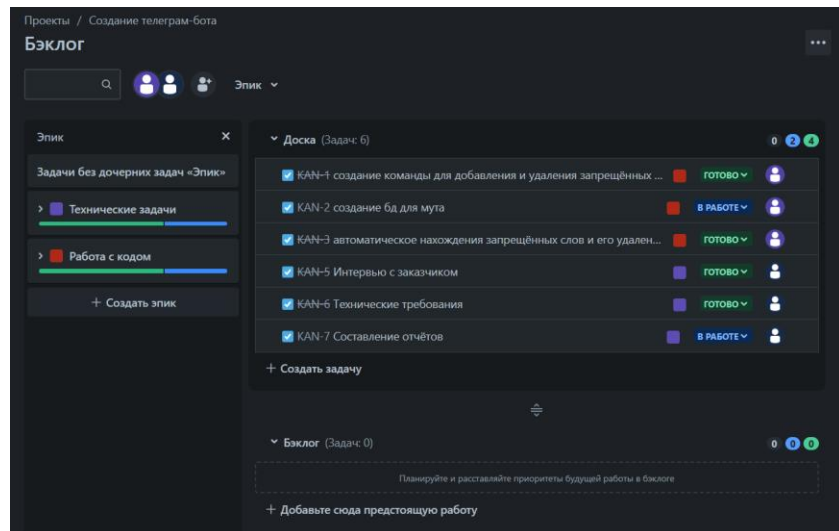 Проекты / Создание телеграм-бота
Бэклог
Эпик
Эпик
Задачи без дочерних задач «Эпик»
Технические задачи
Работа с кодом
+ Создать эпик
Доска (Задач: 6) 0 2 4
KAN-1 создание команды для добавления и удаления запрещённых ... ГОТОВО
KAN-2 создание бд для мута В РАБОТЕ
KAN-3 автоматическое нахождения запрещённых слов и его удален... ГОТОВО
KAN-5 Интервью с заказчиком ГОТОВО
KAN-6 Технические требования ГОТОВО
KAN-7 Составление отчётов В РАБОТЕ
+ Создать задачу
Бэклог (Задач: 0) 0 0 0
Планируйте и расставляйте приоритеты будущей работы в бэклоге
+ Добавьте сюда предстоящую работу